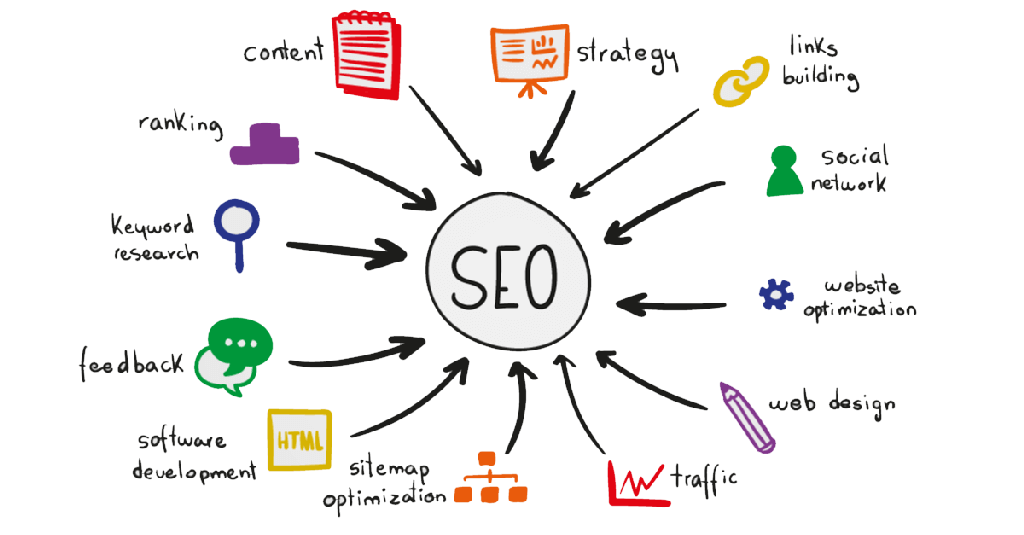 content
strategy
links
building
ranking
social
network
Keyword
research
SEO
website
optimization
feedback
web design
software
development
HTML
sitemap
optimization
traffic